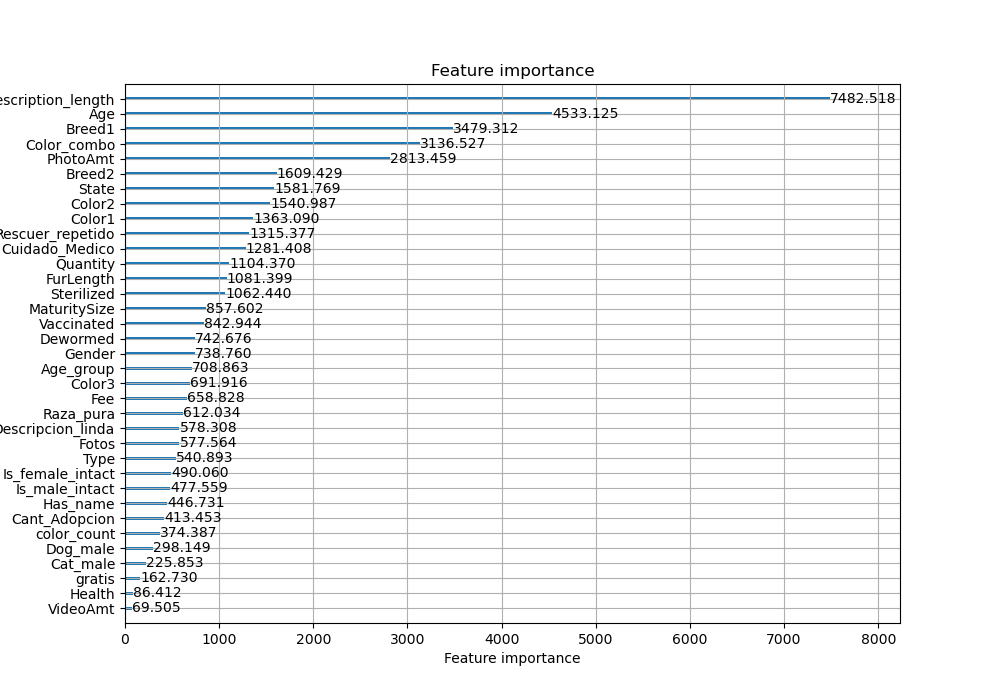 Feature importance
escription_length 7482.518
Age 4533.125
Breed1 3479.312
Color_combo 3136.527
PhotoAmt 2813.459
Breed2 1609.429
State 1581.769
Color2 1540.987
Color1 1363.090
Rescuer_repetido 1315.377
Cuidado_Medico 1281.408
Quantity 1104.370
FurLength 1081.399
Sterilized 1062.440
MaturitySize 857.602
Vaccinated 842.944
Dewormed 742.676
Gender 738.760
Age_group 708.863
Color3 691.916
Fee 658.828
Raza_pura 612.034
Descripcion_linda 578.308
Fotos 577.564
Type 540.893
Is_female_intact 490.060
Is_male_intact 477.559
Has_name 446.731
Cant_Adopcion 413.453
color_count 374.387
Dog_male 298.149
Cat_male 225.853
gratis 162.730
Health 86.412
VideoAmt 69.505
0 1000 2000 3000 4000 5000 6000 7000 8000
Feature importance